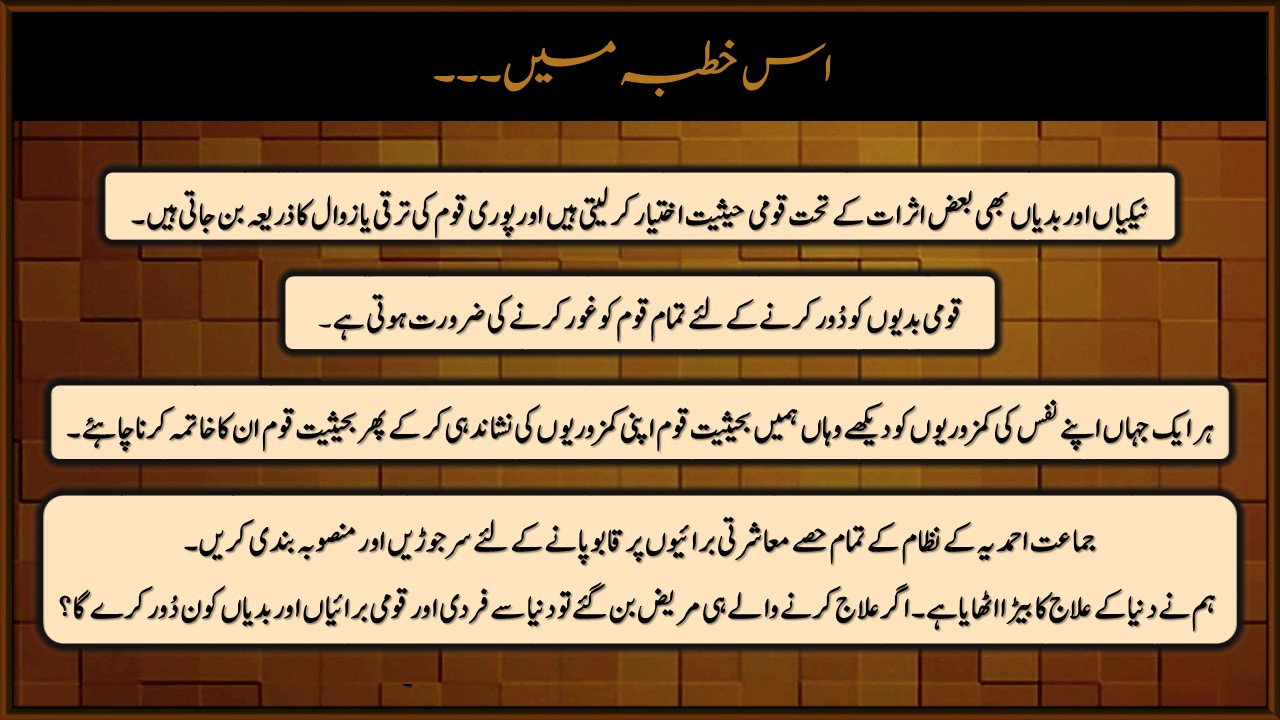 اس خطبہ میں۔۔۔
نیکیاں اور بدیاں بھی بعض اثرات کے تحت قومی حیثیت اختیار کر لیتی ہیں اور پوری قوم کی ترقی یا زوال کا ذریعہ بن جاتی ہیں۔
قومی بدیوں کو دُور کرنے کے لئے تمام قوم کو غور کرنے کی ضرورت ہوتی ہے۔
ہر ایک جہاں اپنے نفس کی کمزوریوں کو دیکھے وہاں ہمیں بحیثیت قوم اپنی کمزوریوں کی نشاندہی کر کے پھر بحیثیت قوم ان کا خاتمہ کرنا چاہئے۔
جماعت احمدیہ کے نظام کے تمام حصے معاشرتی برائیوں پر قابو پانے کے لئے سر جوڑیں اور منصوبہ بندی کریں۔
ہم نے دنیا کے علاج کا بیڑا اٹھایا ہے۔ اگر علاج کرنے والے ہی مریض بن گئے تو دنیا سے فردی اور قومی برائیاں اور بدیاں کون دُور کرے گا؟